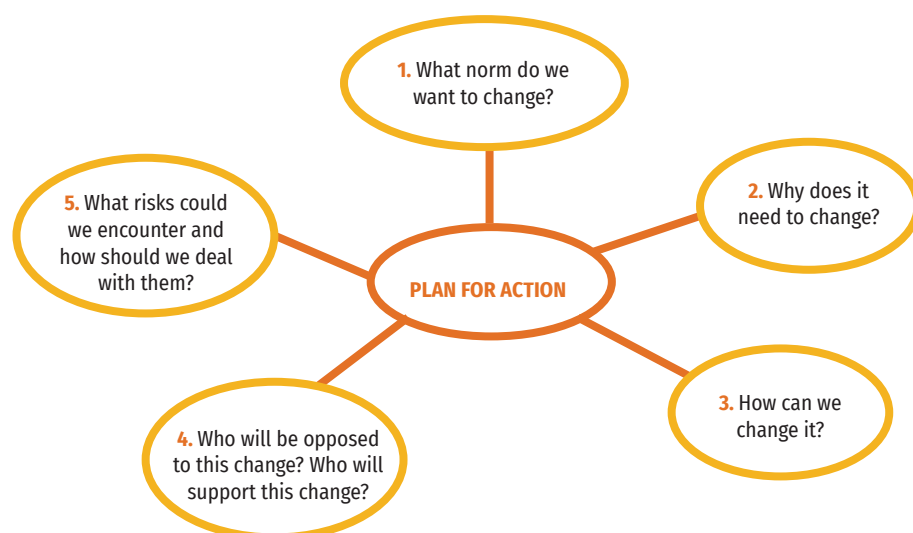 1. What norm do we
want to change?
2. Why does it
need to change?
5. What risks could
we encounter and
how should we deal
with them?
PLAN FOR ACTION
3. How can we
change it?
4. Who will be opposed
to this change? Who will
support this change?